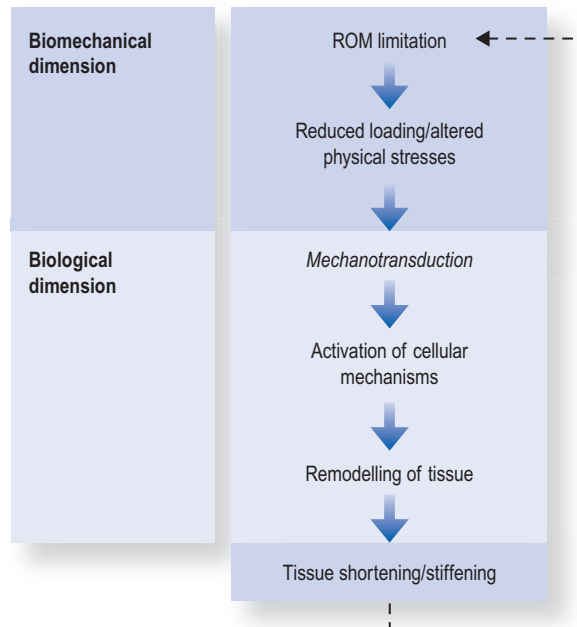 Biomechanical
dimension
ROM limitation
Reduced loading/altered
physical stresses
Biological
dimension
Mechanotransduction
Activation of cellular
mechanisms
Remodelling of tissue
Tissue shortening/stiffening